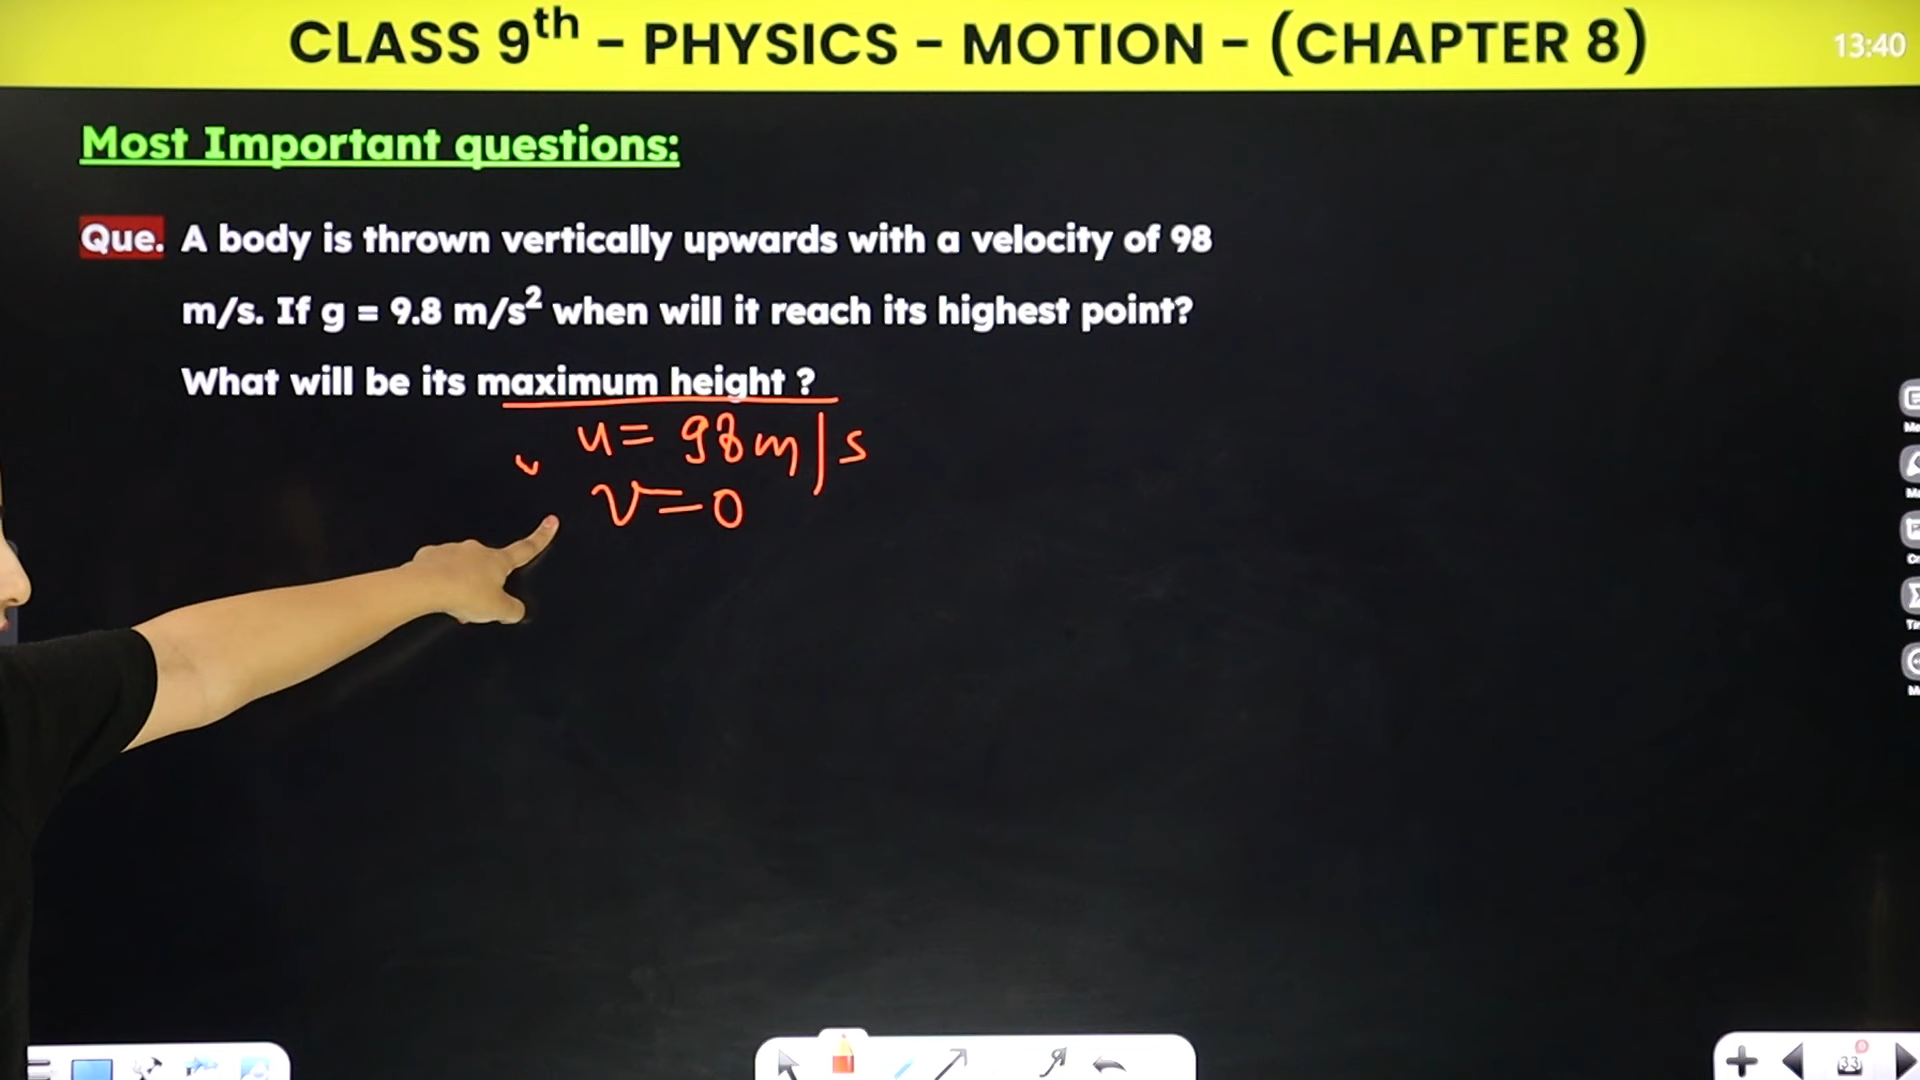 CLASS 9th - PHYSICS - MOTION - (CHAPTER 8)
13:40
Most Important questions:
Que. A body is thrown vertically upwards with a velocity of 98
m/s. If g = 9.8 m/s² when will it reach its highest point?
What will be its maximum height ?
u = 98m/s
v = 0
33